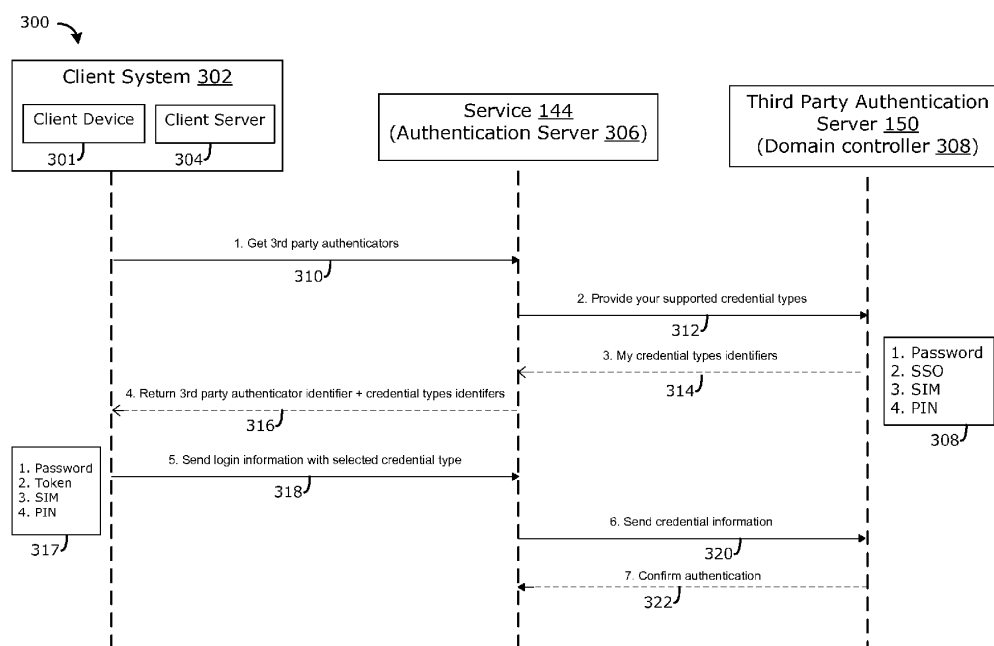 300
Client System 302
Client Device
Client Server
301
304
Service 144
(Authentication Server 306)
Third Party Authentication
Server 150
(Domain controller 308)
1. Get 3rd party authenticators
310
2. Provide your supported credential types
312
3. My credential types identifiers
314
1. Password
2. SSO
3. SIM
4. PIN
308
4. Return 3rd party authenticator identifier + credential types identifers
316
1. Password
2. Token
3. SIM
4. PIN
317
5. Send login information with selected credential type
318
6. Send credential information
320
7. Confirm authentication
322